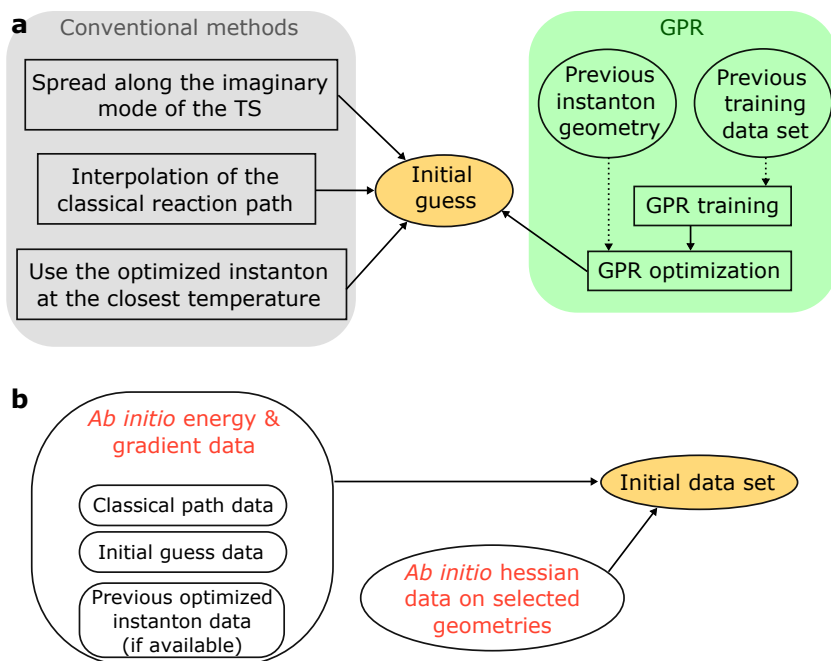 a
Conventional methods
Spread along the imaginary
mode of the TS
Interpolation of the
classical reaction path
Use the optimized instanton
at the closest temperature
Initial
guess
GPR
Previous
instanton
geometry
Previous
training
data set
GPR training
GPR optimization
b
Ab initio energy &
gradient data
Classical path data
Initial guess data
Previous optimized
instanton data
(if available)
Initial data set
Ab initio hessian
data on selected
geometries